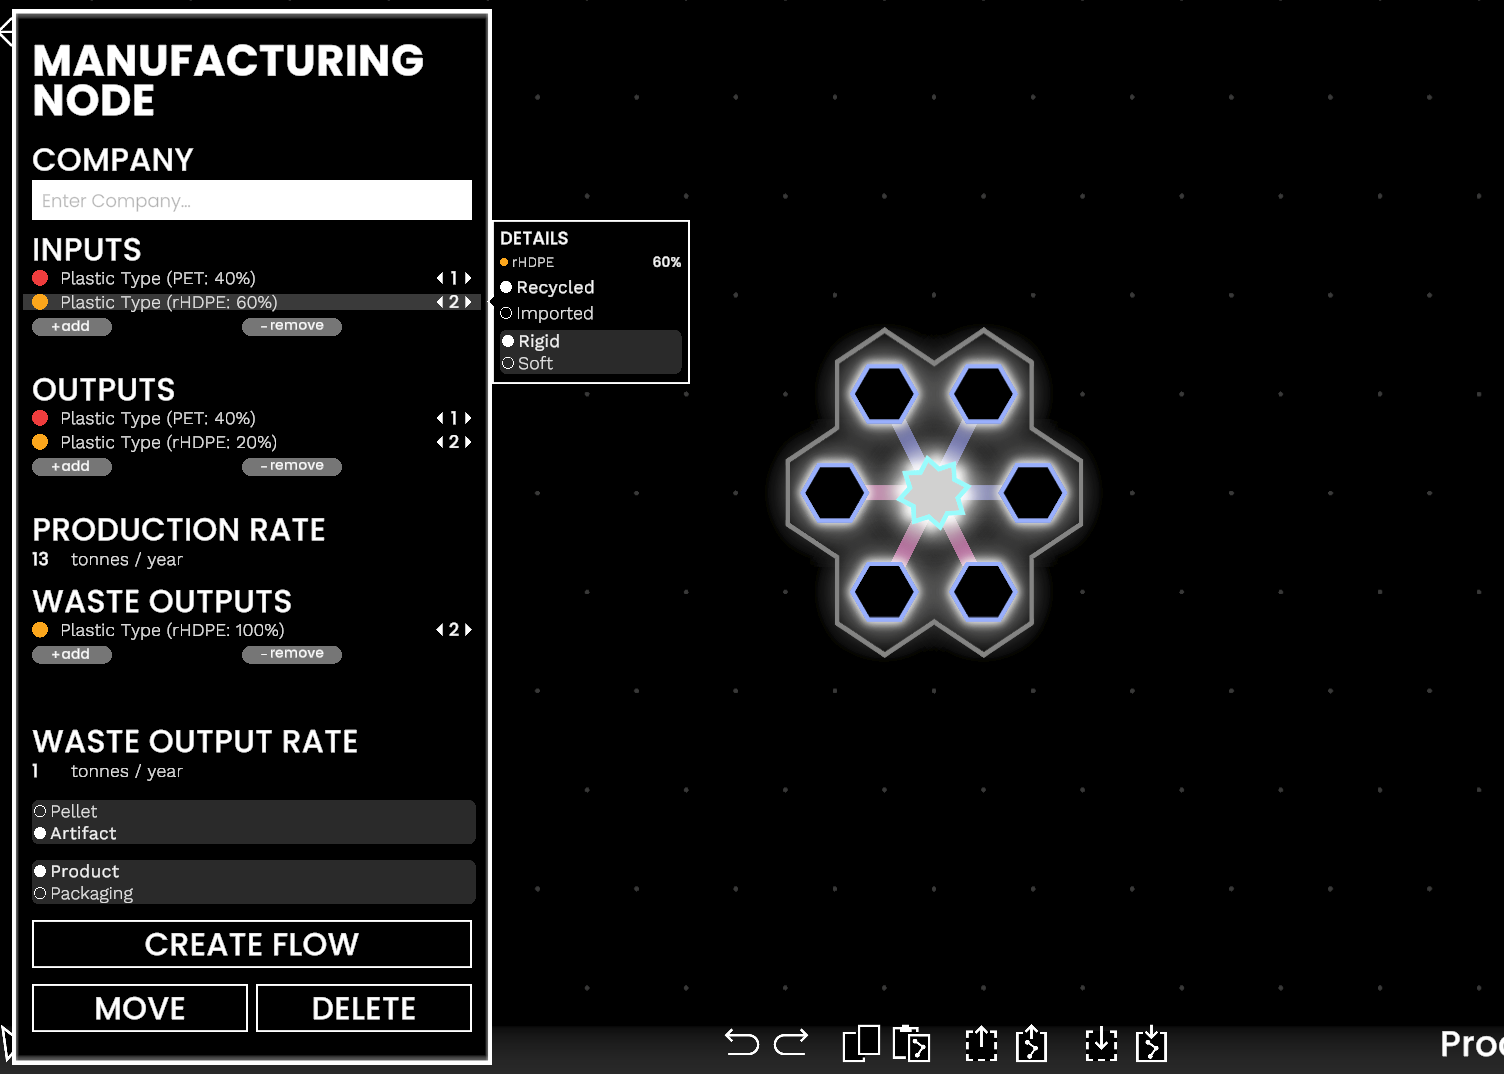 MANUFACTURING
NODE
COMPANY
Enter Company...
INPUTS
Plastic Type (PET: 40%) 1
Plastic Type (rHDPE: 60%) 2
+add -remove
DETAILS
rHDPE 60%
Recycled
Imported
Rigid
Soft
OUTPUTS
Plastic Type (PET: 40%) 1
Plastic Type (rHDPE: 20%) 2
+add -remove
PRODUCTION RATE
13 tonnes / year
WASTE OUTPUTS
Plastic Type (rHDPE: 100%) 2
+add -remove
WASTE OUTPUT RATE
1 tonnes / year
Pellet
Artifact
Product
Packaging
CREATE FLOW
MOVE DELETE